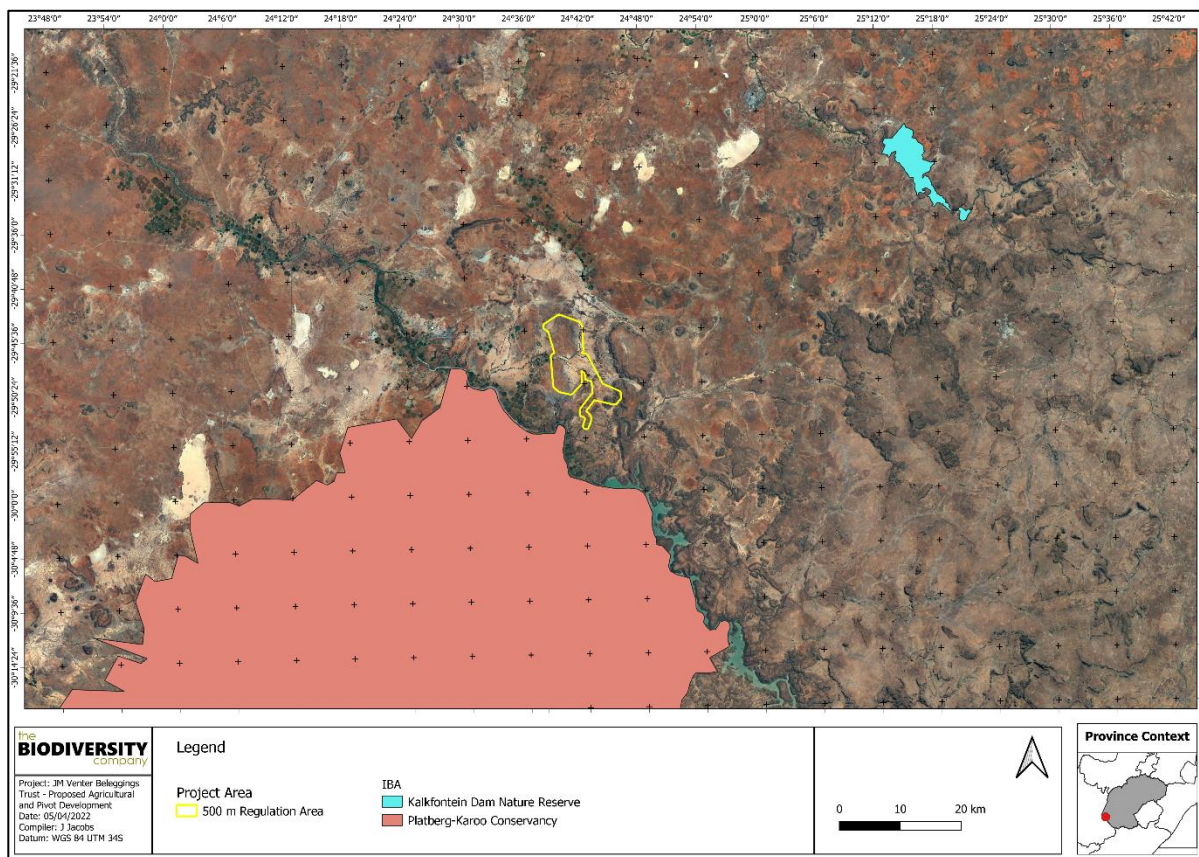 23°48'0" 23°54'0" 24°0'0" 24°6'0" 24°12'0" 24°18'0" 24°24'0" 24°30'0" 24°36'0" 24°42'0" 24°48'0" 24°54'0" 25°0'0" 25°6'0" 25°12'0" 25°18'0" 25°24'0" 25°30'0" 25°36'0" 25°42'0"
-29°21'36"
-29°26'24"
-29°31'12"
-29°36'0"
-29°40'48"
-29°45'36"
-29°50'24"
-29°55'12"
-30°0'0"
-30°4'48"
-30°9'36"
-30°14'24"
the
BIODIVERSITY
company
Project: JM Venter Beleggings
Trust - Proposed Agricultural
and Pivot Development
Date: 05/04/2022
Compiler: J Jacobs
Datum: WGS 84 UTM 34S
Legend
Project Area
500 m Regulation Area
IBA
Kalkfontein Dam Nature Reserve
Platberg-Karoo Conservancy
0 10 20 km
Province Context